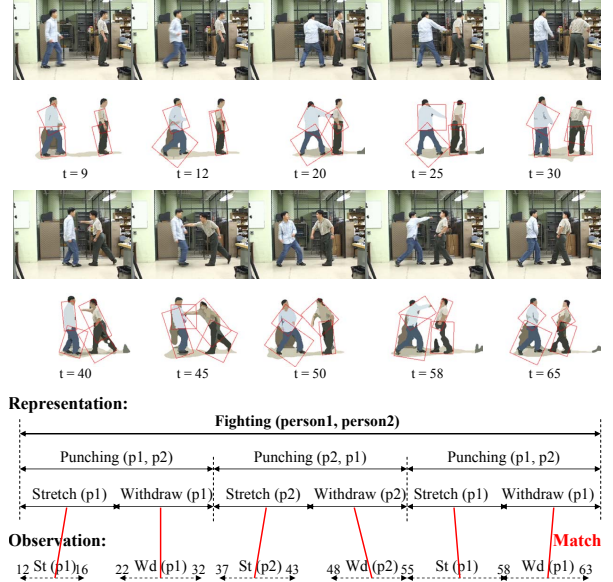 t = 9 t = 12 t = 20 t = 25 t = 30
t = 40 t = 45 t = 50 t = 58 t = 65
Representation:
Fighting (person1, person2)
Punching (p1, p2) Punching (p2, p1) Punching (p1, p2)
Stretch (p1) Withdraw (p1) Stretch (p2) Withdraw (p2) Stretch (p1) Withdraw (p1)
Observation: Match
12 St (p1) 16 22 Wd (p1) 32 37 St (p2) 43 48 Wd (p2) 55 St (p1) 58 Wd (p1) 63